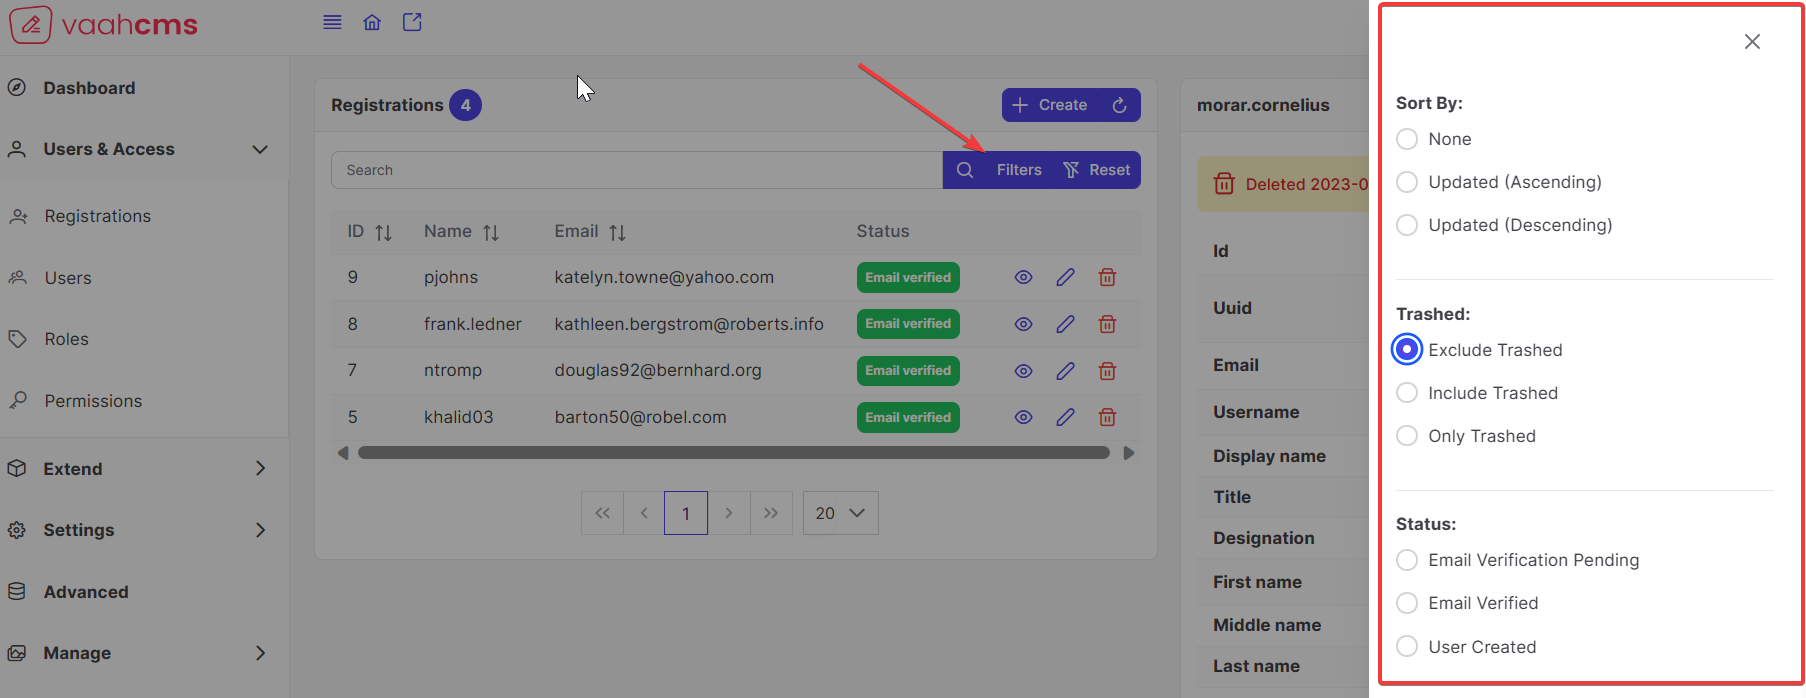 vaahcms
Dashboard
Users & Access
Registrations
Users
Roles
Permissions
Extend
Settings
Advanced
Manage
Registrations 4
Create
Search
Filters Reset
ID Name Email Status
9 pjohns katelyn.towne@yahoo.com Email verified
8 frank.ledner kathleen.bergstrom@roberts.info Email verified
7 ntromp douglas92@bernhard.org Email verified
5 khalid03 barton50@robel.com Email verified
1 20
morar.cornelius
Deleted 2023-0
Id
Uuid
Email
Username
Display name
Title
Designation
First name
Middle name
Last name
Sort By:
None
Updated (Ascending)
Updated (Descending)
Trashed:
Exclude Trashed
Include Trashed
Only Trashed
Status:
Email Verification Pending
Email Verified
User Created